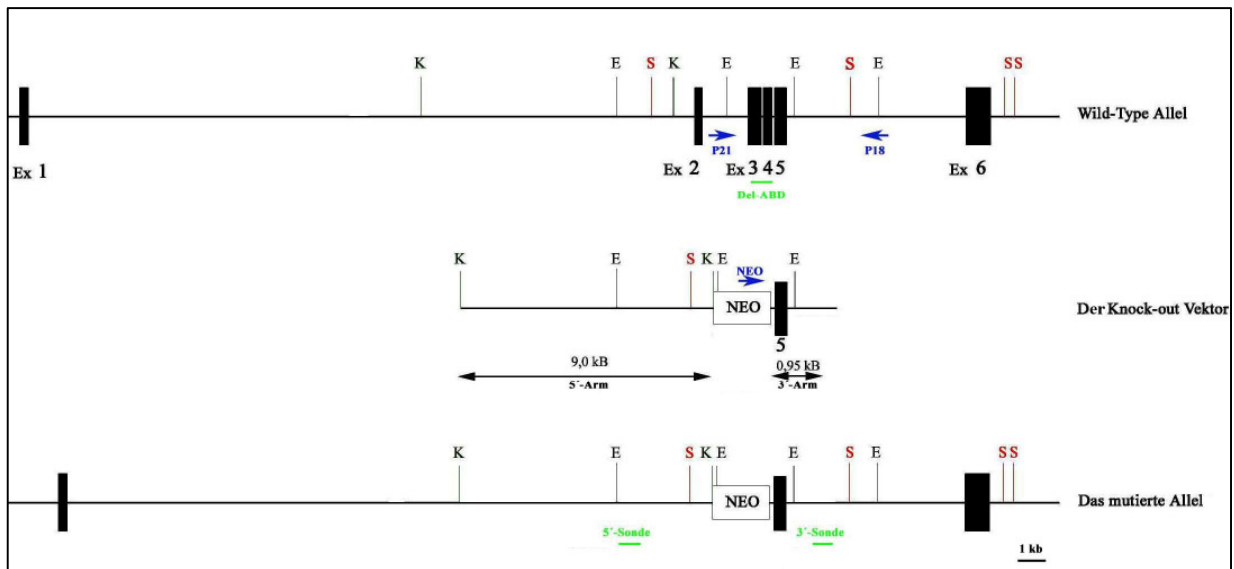 K E S K E E S E S S
Wild-Type Allel
P21 P18
Ex 1 Ex 2 Ex 3 4 5 Ex 6
Del-ABD
K E S K E E
NEO
NEO
Der Knock-out Vektor
5
9,0 kB 0,95 kB
5´-Arm 3´-Arm
K E S K E E S E S S
NEO
Das mutierte Allel
5´-Sonde 3´-Sonde
1 kb